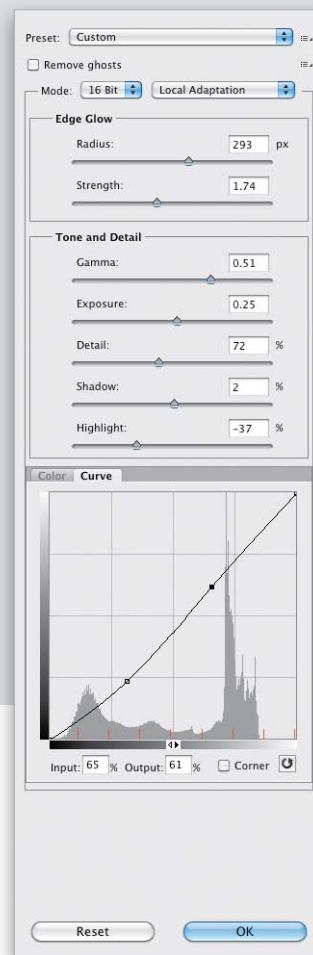 Preset: Custom
Remove ghosts
Mode: 16 Bit Local Adaptation
Edge Glow
Radius: 293 px
Strength: 1.74
Tone and Detail
Gamma: 0.51
Exposure: 0.25
Detail: 72 %
Shadow: 2 %
Highlight: -37 %
Color Curve
Input: 65 % Output: 61 % Corner
Reset OK